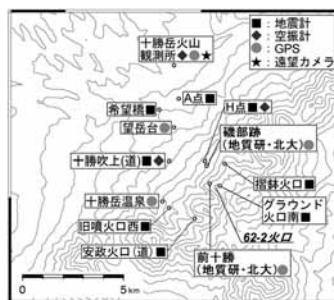 ■：地震計
◆：空振計
●：GPS
★：遠望カメラ
十勝岳火山
観測所◆●★
A点■
希望橋■
H点■◆
望岳台●
磯部跡
(地質研・北大)●
十勝吹上(道)■◆
摺鉢火口■
十勝岳温泉●
グラウンド
火口南■
旧噴火口西■
62-2火口
安政火口(道)■
前十勝
(地質研・北大)●
0
5
km